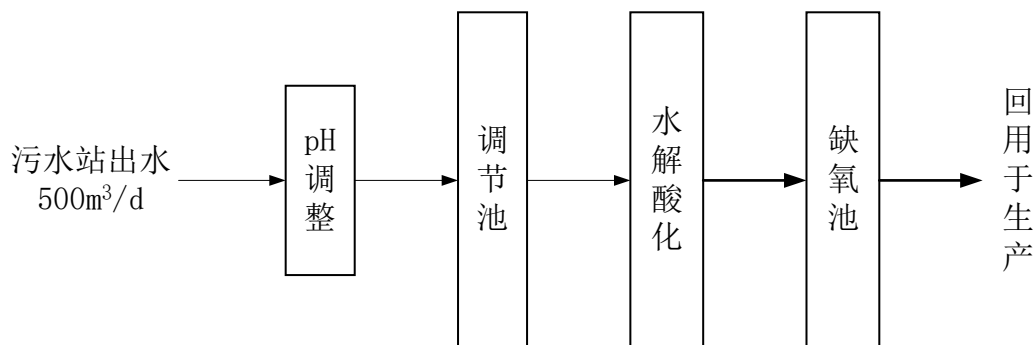 污水站出水
500m³/d
pH
调
整
调
节
池
水
解
酸
化
缺
氧
池
回
用
于
生
产